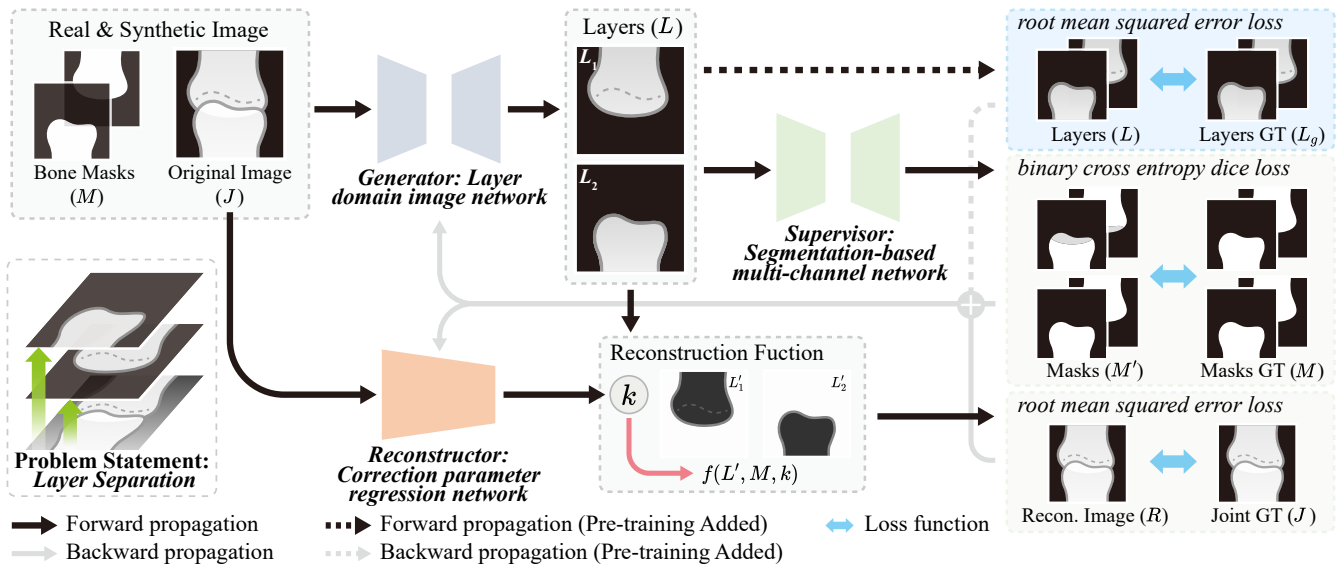 Real & Synthetic Image
Bone Masks
(M)
Original Image
(J)
Generator: Layer
domain image network
Layers (L)
L1
L2
Supervisor:
Segmentation-based
multi-channel network
root mean squared error loss
Layers (L)
Layers GT (Lg)
binary cross entropy dice loss
Masks (M′)
Masks GT (M)
root mean squared error loss
Recon. Image (R)
Joint GT (J)
Problem Statement:
Layer Separation
Reconstructor:
Correction parameter
regression network
Reconstruction Fuction
k
L′1
L′2
f(L′, M, k)
Forward propagation
Forward propagation (Pre-training Added)
Loss function
Backward propagation
Backward propagation (Pre-training Added)